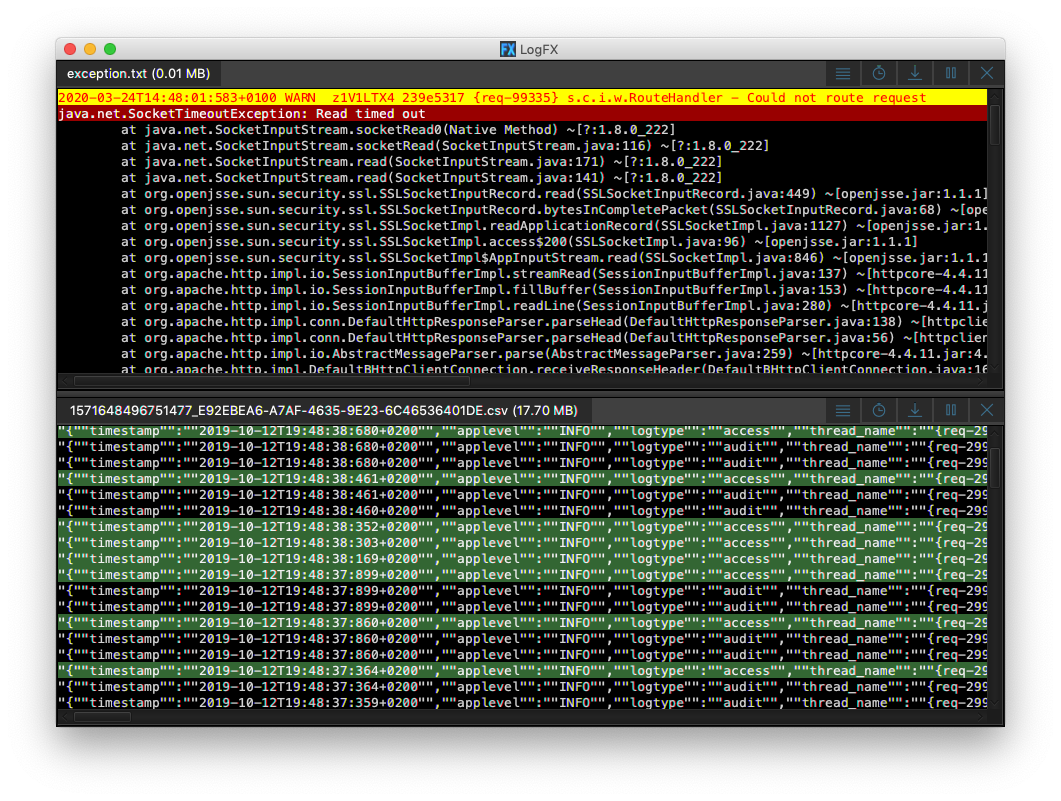 FX LogFX
exception.txt (0.01 MB)
2020-03-24T14:48:01:583+0100 WARN  z1V1LTX4 239e5317 {req-99335} s.c.i.w.RouteHandler – Could not route request
java.net.SocketTimeoutException: Read timed out
at java.net.SocketInputStream.socketRead0(Native Method) ~[?:1.8.0_222]
at java.net.SocketInputStream.socketRead(SocketInputStream.java:116) ~[?:1.8.0_222]
at java.net.SocketInputStream.read(SocketInputStream.java:171) ~[?:1.8.0_222]
at java.net.SocketInputStream.read(SocketInputStream.java:141) ~[?:1.8.0_222]
at org.openjsse.sun.security.ssl.SSLSocketInputRecord.read(SSLSocketInputRecord.java:449) ~[openjsse.jar:1.1.1]
at org.openjsse.sun.security.ssl.SSLSocketInputRecord.bytesInCompletePacket(SSLSocketInputRecord.java:68) ~[ope
at org.openjsse.sun.security.ssl.SSLSocketImpl.readApplicationRecord(SSLSocketImpl.java:1127) ~[openjsse.jar:1.
at org.openjsse.sun.security.ssl.SSLSocketImpl.access$200(SSLSocketImpl.java:96) ~[openjsse.jar:1.1.1]
at org.openjsse.sun.security.ssl.SSLSocketImpl$AppInputStream.read(SSLSocketImpl.java:846) ~[openjsse.jar:1.1.1
at org.apache.http.impl.io.SessionInputBufferImpl.streamRead(SessionInputBufferImpl.java:137) ~[httpcore-4.4.11
at org.apache.http.impl.io.SessionInputBufferImpl.fillBuffer(SessionInputBufferImpl.java:153) ~[httpcore-4.4.11
at org.apache.http.impl.io.SessionInputBufferImpl.readLine(SessionInputBufferImpl.java:280) ~[httpcore-4.4.11.j
at org.apache.http.impl.conn.DefaultHttpResponseParser.parseHead(DefaultHttpResponseParser.java:138) ~[httpclie
at org.apache.http.impl.conn.DefaultHttpResponseParser.parseHead(DefaultHttpResponseParser.java:56) ~[httpclien
at org.apache.http.impl.io.AbstractMessageParser.parse(AbstractMessageParser.java:259) ~[httpcore-4.4.11.jar:4.
at org.apache.http.impl.DefaultBHttpClientConnection.receiveResponseHeader(DefaultBHttpClientConnection.java:16
1571648496751477_E92EBEA6-A7AF-4635-9E23-6C46536401DE.csv (17.70 MB)
"{""timestamp"":""2019-10-12T19:48:38:680+0200"",""applevel"":""INFO"",""logtype"":""access"",""thread_name"":""{req-299
"{""timestamp"":""2019-10-12T19:48:38:680+0200"",""applevel"":""INFO"",""logtype"":""audit"",""thread_name"":""{req-299
"{""timestamp"":""2019-10-12T19:48:38:680+0200"",""applevel"":""INFO"",""logtype"":""audit"",""thread_name"":""{req-299
"{""timestamp"":""2019-10-12T19:48:38:461+0200"",""applevel"":""INFO"",""logtype"":""access"",""thread_name"":""{req-299
"{""timestamp"":""2019-10-12T19:48:38:461+0200"",""applevel"":""INFO"",""logtype"":""audit"",""thread_name"":""{req-299
"{""timestamp"":""2019-10-12T19:48:38:460+0200"",""applevel"":""INFO"",""logtype"":""audit"",""thread_name"":""{req-299
"{""timestamp"":""2019-10-12T19:48:38:352+0200"",""applevel"":""INFO"",""logtype"":""access"",""thread_name"":""{req-29
"{""timestamp"":""2019-10-12T19:48:38:303+0200"",""applevel"":""INFO"",""logtype"":""access"",""thread_name"":""{req-29
"{""timestamp"":""2019-10-12T19:48:38:169+0200"",""applevel"":""INFO"",""logtype"":""access"",""thread_name"":""{req-29
"{""timestamp"":""2019-10-12T19:48:37:899+0200"",""applevel"":""INFO"",""logtype"":""access"",""thread_name"":""{req-29
"{""timestamp"":""2019-10-12T19:48:37:899+0200"",""applevel"":""INFO"",""logtype"":""audit"",""thread_name"":""{req-299
"{""timestamp"":""2019-10-12T19:48:37:899+0200"",""applevel"":""INFO"",""logtype"":""audit"",""thread_name"":""{req-299
"{""timestamp"":""2019-10-12T19:48:37:860+0200"",""applevel"":""INFO"",""logtype"":""access"",""thread_name"":""{req-29
"{""timestamp"":""2019-10-12T19:48:37:860+0200"",""applevel"":""INFO"",""logtype"":""audit"",""thread_name"":""{req-299
"{""timestamp"":""2019-10-12T19:48:37:860+0200"",""applevel"":""INFO"",""logtype"":""audit"",""thread_name"":""{req-299
"{""timestamp"":""2019-10-12T19:48:37:364+0200"",""applevel"":""INFO"",""logtype"":""access"",""thread_name"":""{req-29
"{""timestamp"":""2019-10-12T19:48:37:364+0200"",""applevel"":""INFO"",""logtype"":""audit"",""thread_name"":""{req-299
"{""timestamp"":""2019-10-12T19:48:37:359+0200"",""applevel"":""INFO"",""logtype"":""audit"",""thread_name"":""{req-299